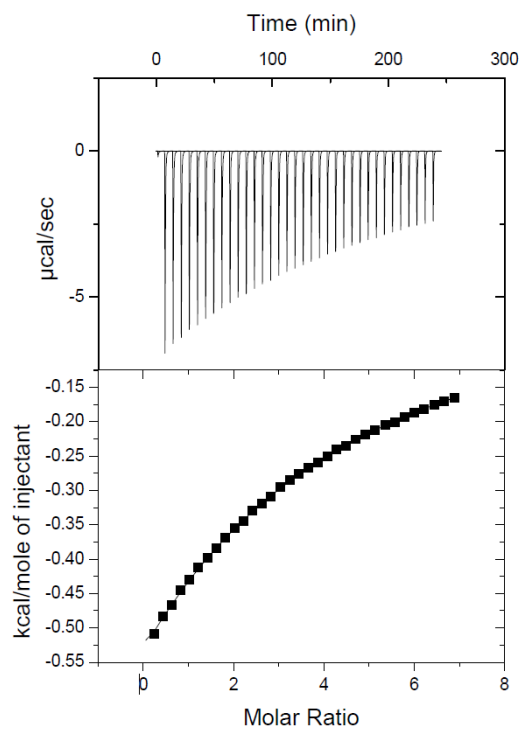 Time (min)
0 100 200 300
0
-5
µcal/sec
-0.15
-0.20
-0.25
-0.30
-0.35
-0.40
-0.45
-0.50
-0.55
kcal/mole of injectant
0 2 4 6 8
Molar Ratio